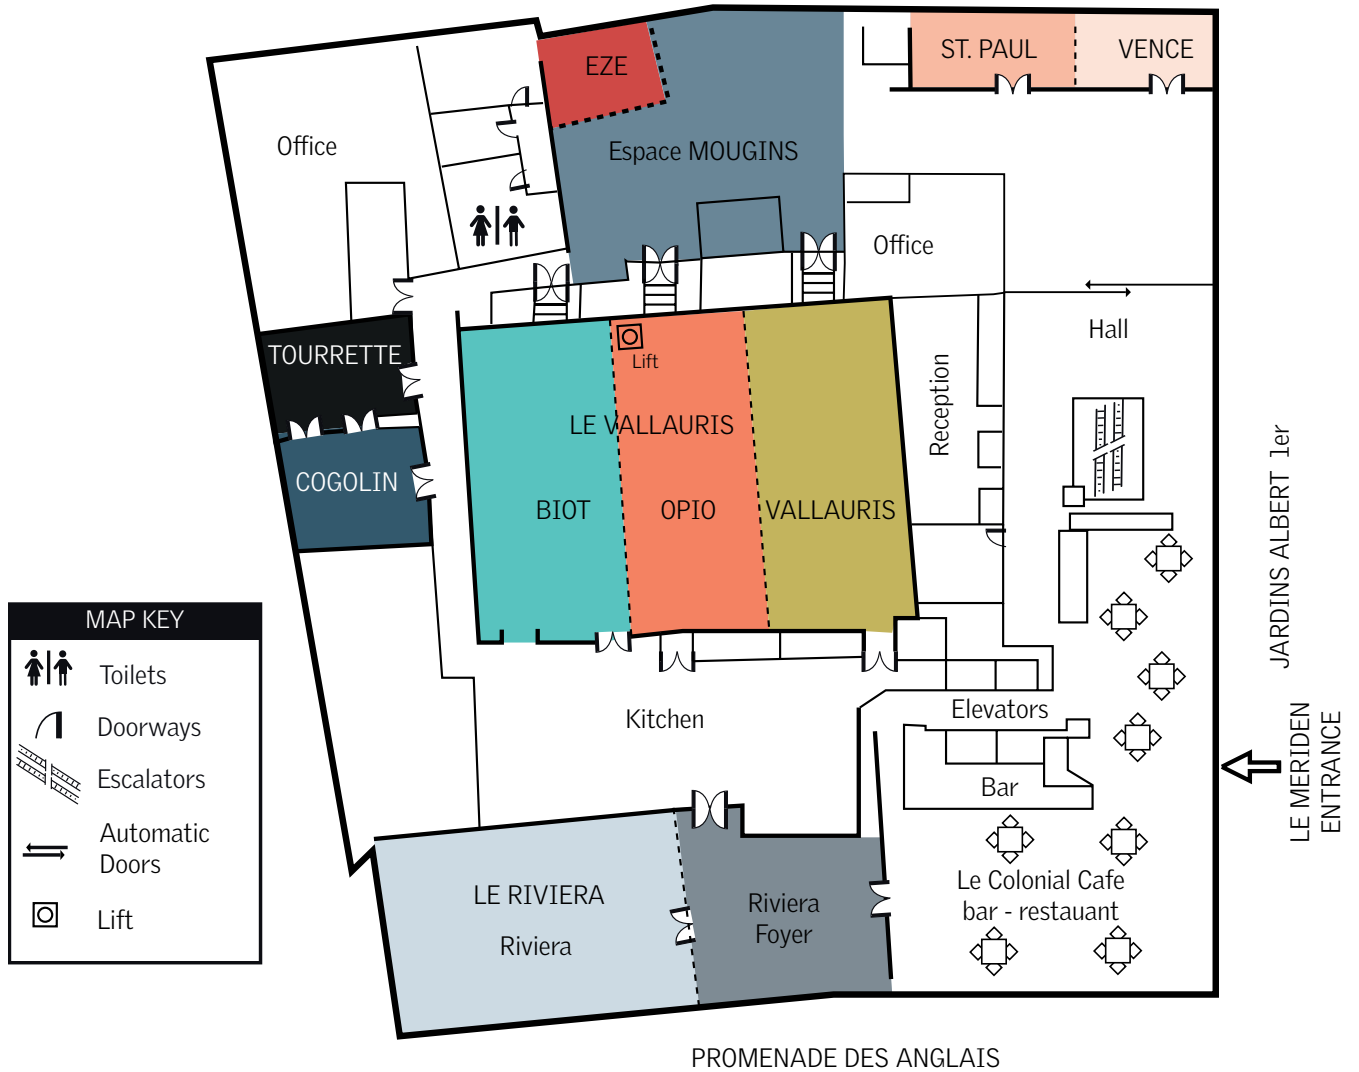 EZE
ST. PAUL
VENCE
Office
Espace MOUGINS
Office
Hall
TOURRETTE
Lift
Reception
LE VALLAURIS
COGOLIN
BIOT
OPIO
VALLAURIS
JARDINS ALBERT 1er
MAP KEY
Toilets
Doorways
Escalators
Automatic
Doors
Lift
Kitchen
Elevators
Bar
LE MERIDEN
ENTRANCE
LE RIVIERA
Riviera
Riviera
Foyer
Le Colonial Cafe
bar - restauant
PROMENADE DES ANGLAIS